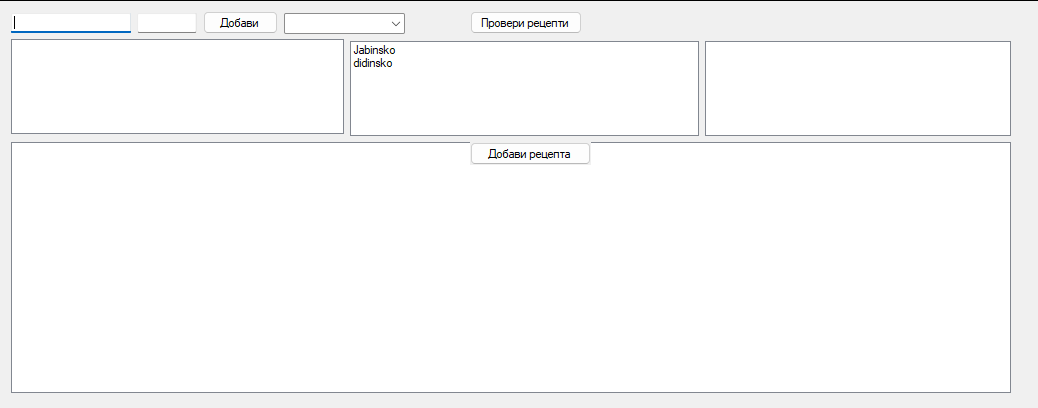 Добави
Провери рецепти
Jabinsko
didinsko
Добави рецепта